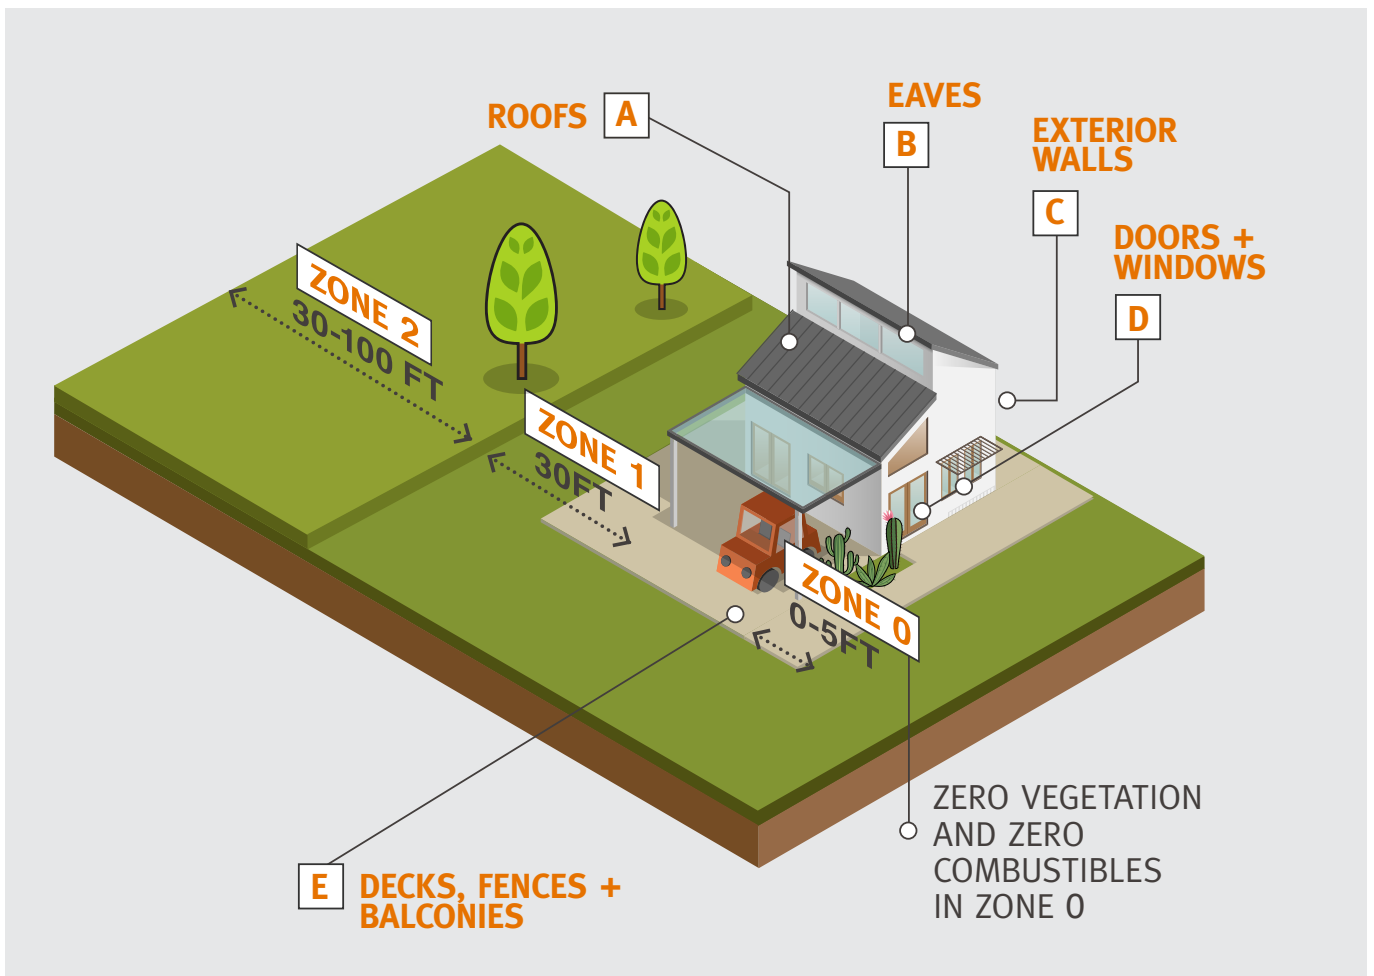 ROOFS A
EAVES
B
EXTERIOR
WALLS
C
DOORS +
WINDOWS
D
ZONE 2
30-100 FT
ZONE 1
30FT
ZONE 0
0-5FT
ZERO VEGETATION
AND ZERO
COMBUSTIBLES
IN ZONE 0
E DECKS, FENCES +
BALCONIES